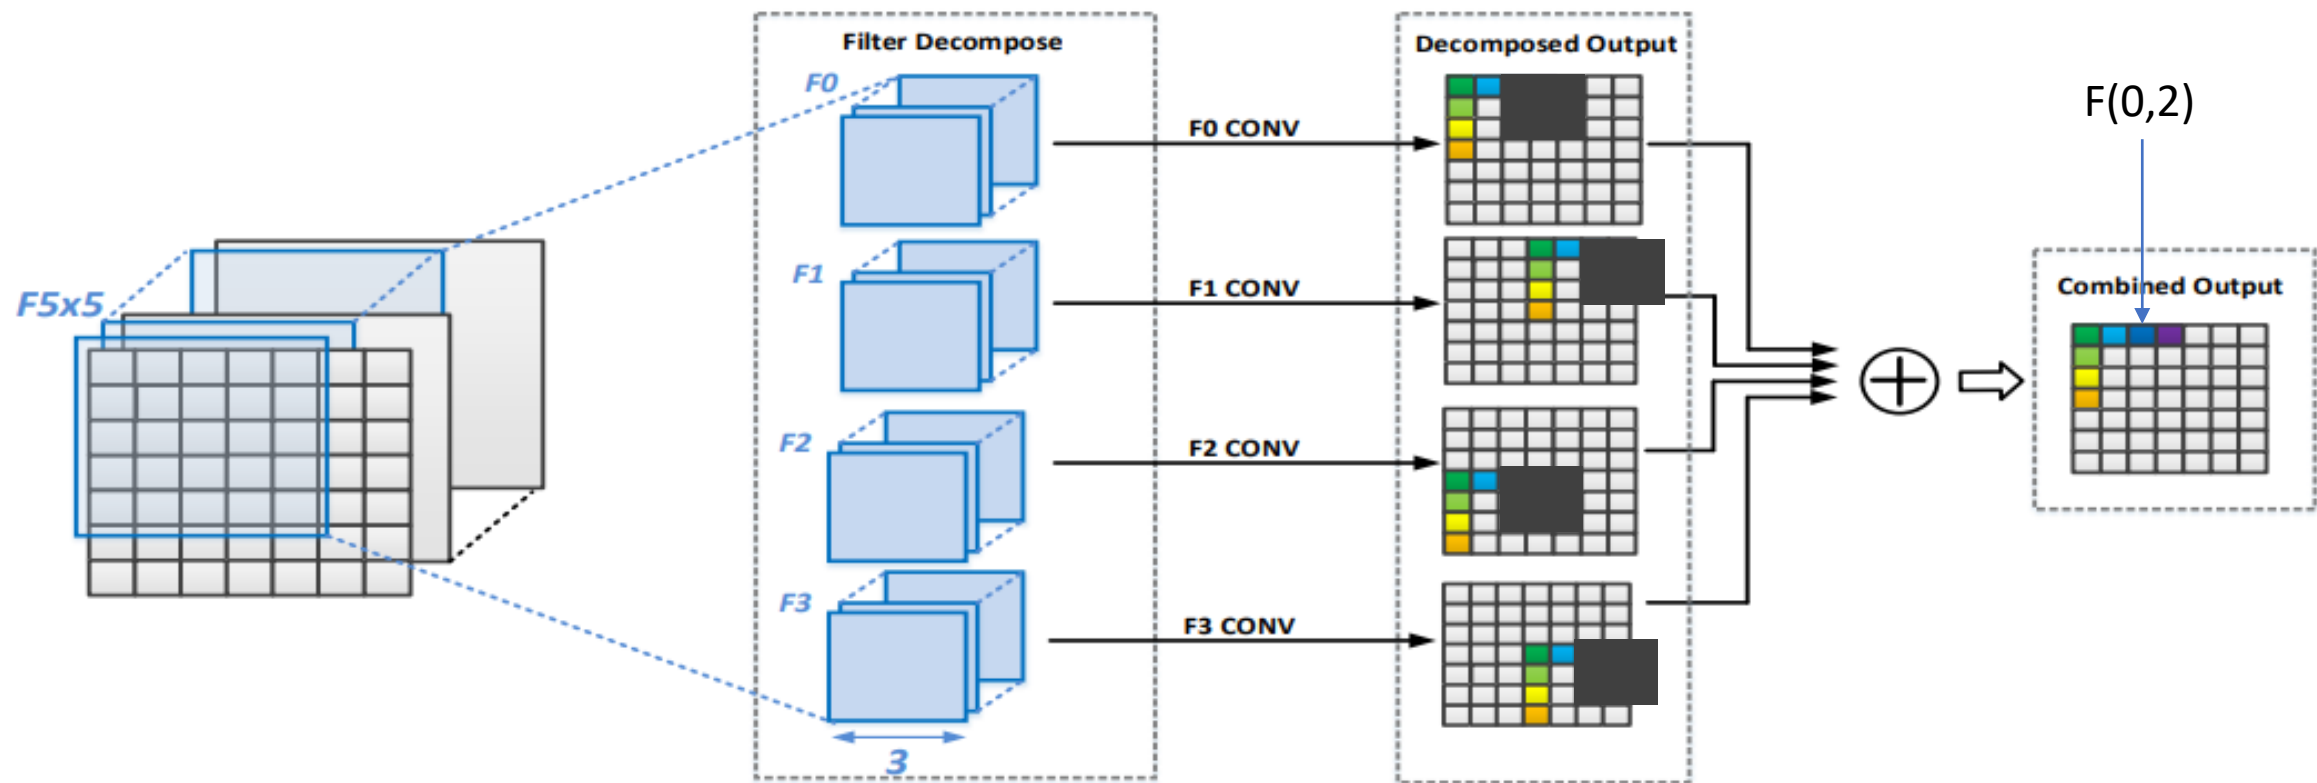 Filter Decompose
Decomposed Output
F0
F(0,2)
F0 CONV
F5x5
F1
F1 CONV
Combined Output
F2
F2 CONV
F3
F3 CONV
3